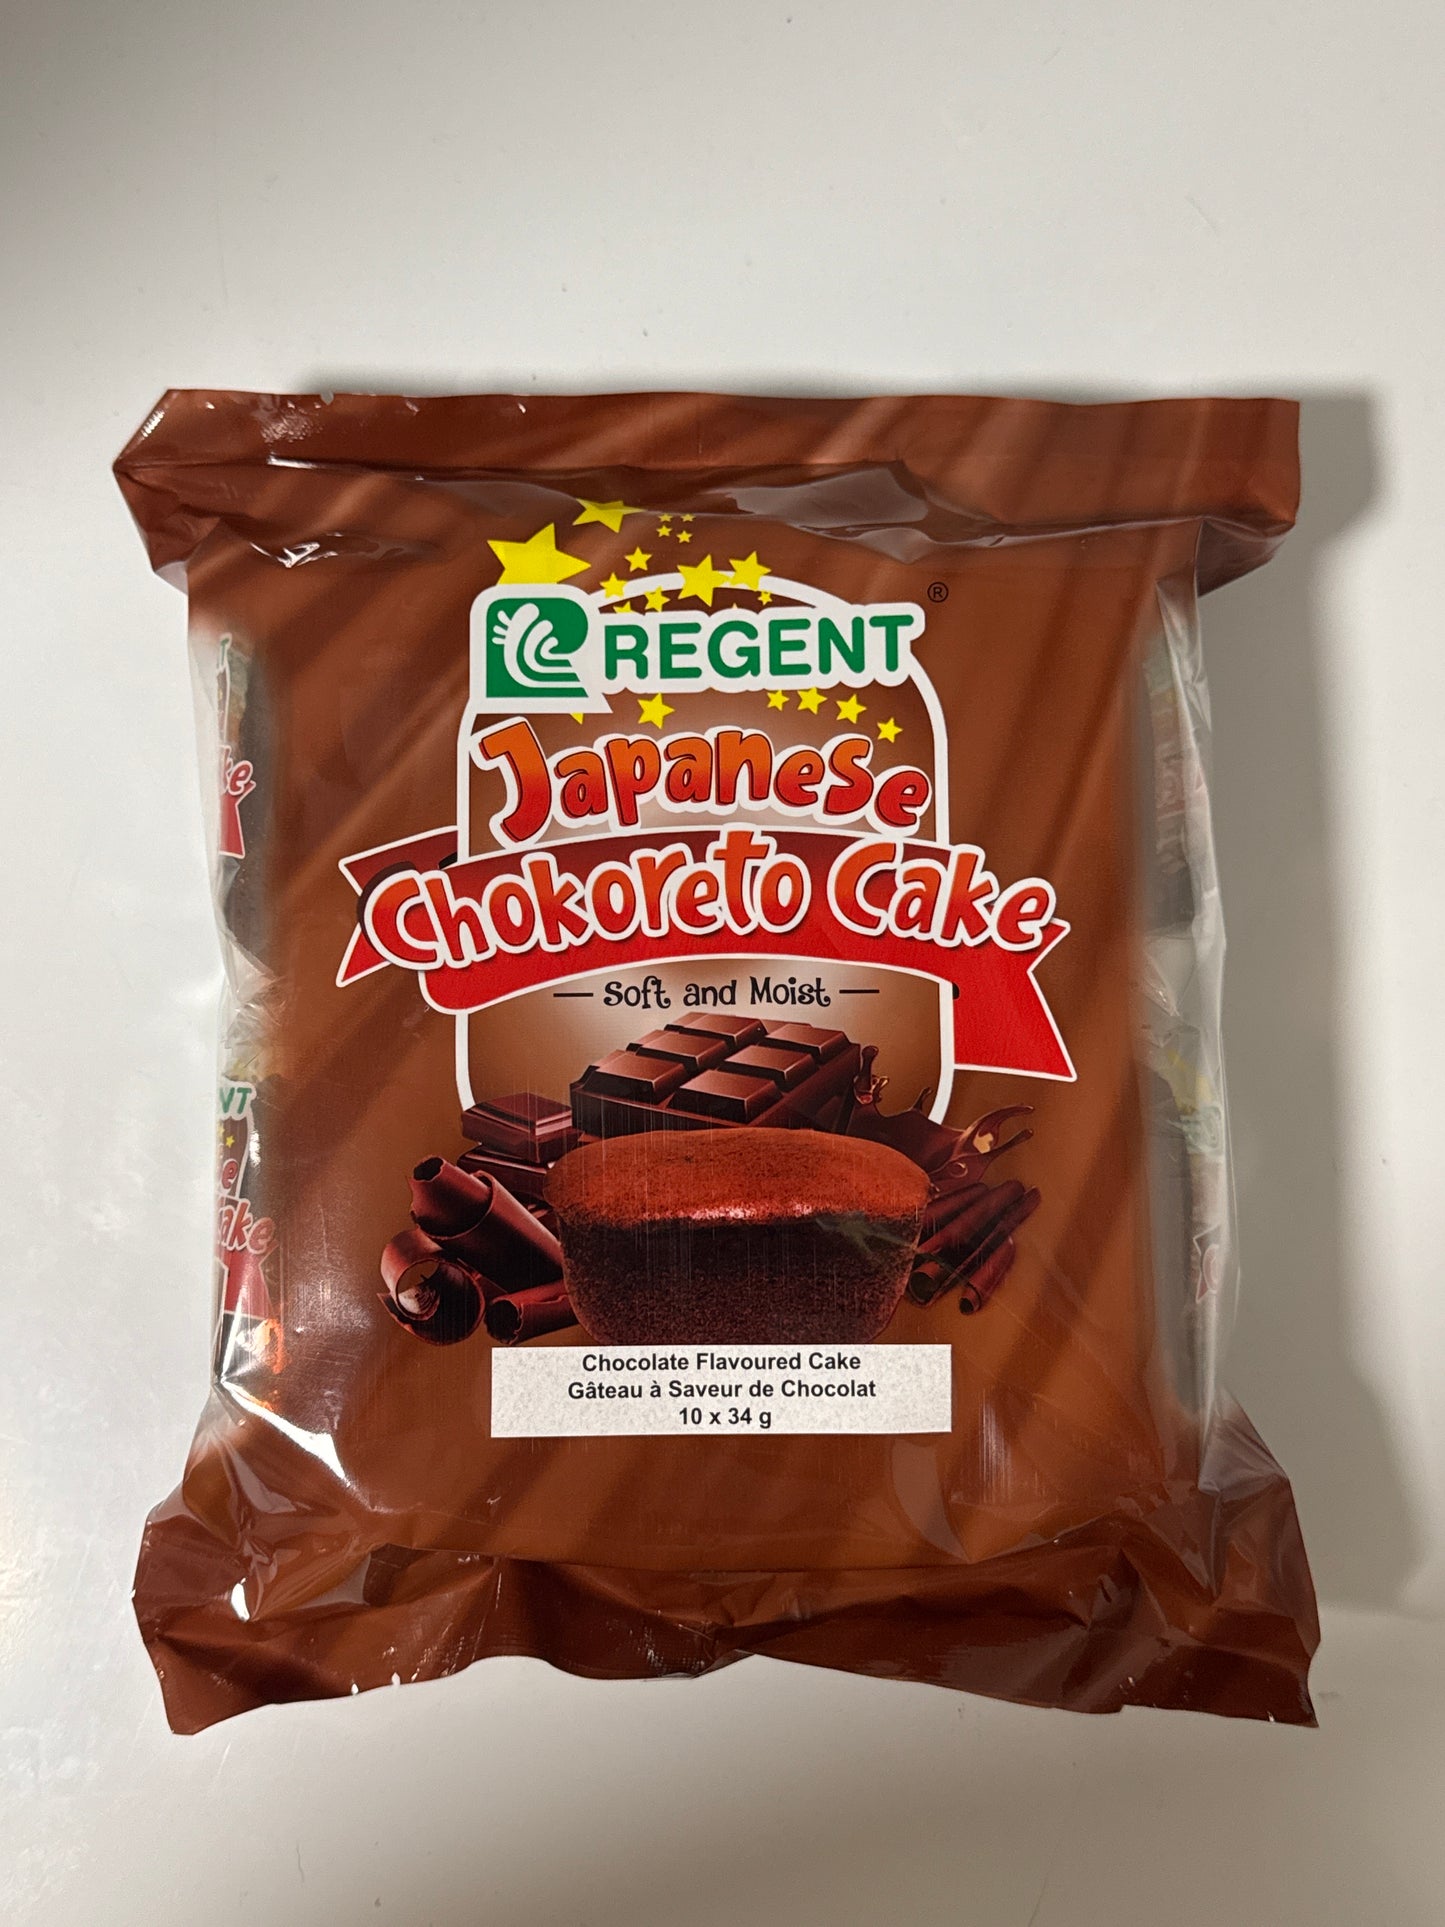 REGENT
®
Japanese
Chokoreto Cake
Soft and Moist
Chocolate Flavoured Cake
Gâteau à Saveur de Chocolat
10 x 34 g